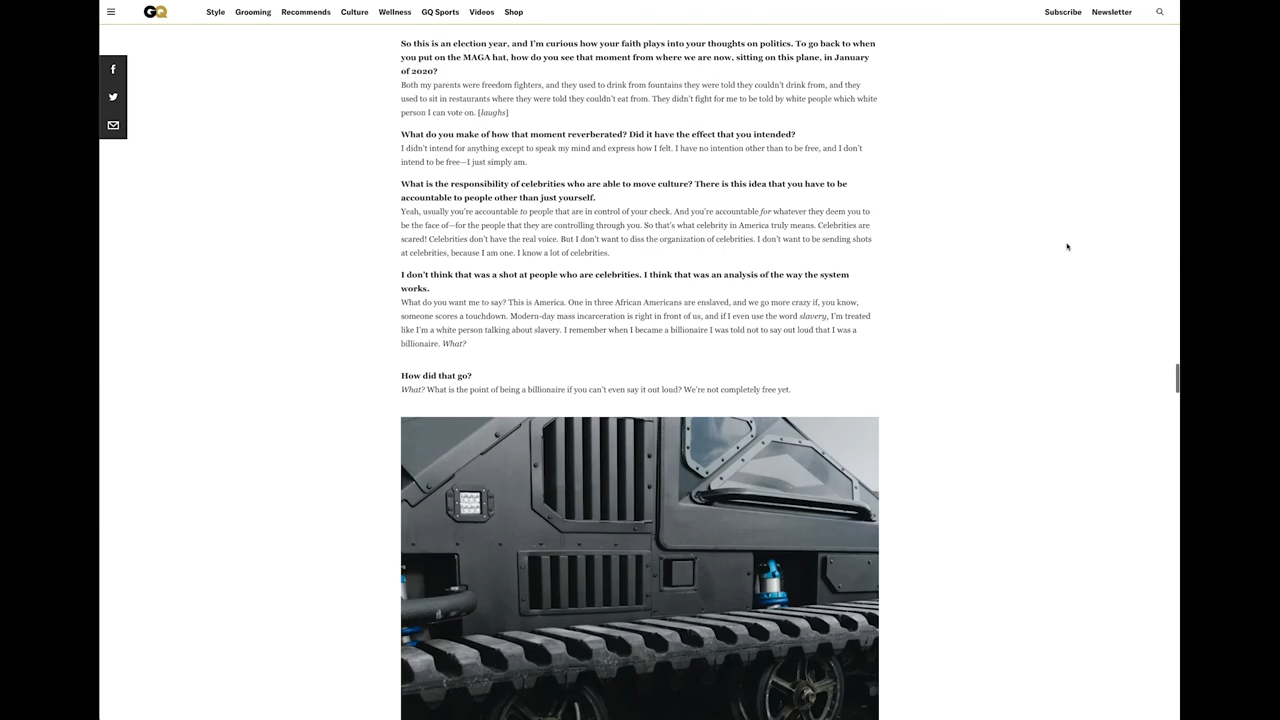 GQ
Style Grooming Recommends Culture Wellness GQ Sports Videos Shop
Subscribe Newsletter
So this is an election year, and I'm curious how your faith plays into your thoughts on politics. To go back to when
you put on the MAGA hat, how do you see that moment from where we are now, sitting on this plane, in January
of 2020?
Both my parents were freedom fighters, and they used to drink from fountains they were told they couldn't drink from, and they
used to sit in restaurants where they were told they couldn't eat from. They didn't fight for me to be told by white people which white
person I can vote on. [laughs]
What do you make of how that moment reverberated? Did it have the effect that you intended?
I didn't intend for anything except to speak my mind and express how I felt. I have no intention other than to be free, and I don't
intend to be free—I just simply am.
What is the responsibility of celebrities who are able to move culture? There is this idea that you have to be
accountable to people other than just yourself.
Yeah, usually you're accountable to people that are in control of your check. And you're accountable for whatever they deem you to
be the face of—for the people that they are controlling through you. So that's what celebrity in America truly means. Celebrities are
scared! Celebrities don't have the real voice. But I don't want to diss the organization of celebrities. I don't want to be sending shots
at celebrities, because I am one. I know a lot of celebrities.
I don't think that was a shot at people who are celebrities. I think that was an analysis of the way the system
works.
What do you want me to say? This is America. One in three African Americans are enslaved, and we go more crazy if, you know,
someone scores a touchdown. Modern-day mass incarceration is right in front of us, and if I even use the word slavery, I'm treated
like I'm a white person talking about slavery. I remember when I became a billionaire I was told not to say out loud that I was a
billionaire. What?
How did that go?
What? What is the point of being a billionaire if you can't even say it out loud? We're not completely free yet.